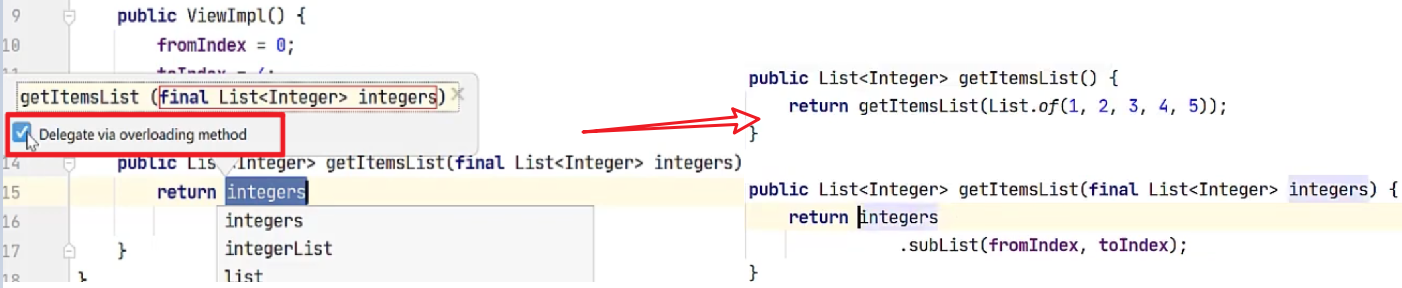 9 public ViewImpl() {
10 fromIndex = 0;
11 toIndex = 4;
getItemsList (final List<Integer> integers)
Delegate via overloading method
14 public Lis Integer> getItemsList(final List<Integer> integers)
15 return integers
integers
16
integerList
17 }
list
18 }
public List<Integer> getItemsList() {
return getItemsList(List.of(1, 2, 3, 4, 5));
}
public List<Integer> getItemsList(final List<Integer> integers) {
return integers
.subList(fromIndex, toIndex);
}